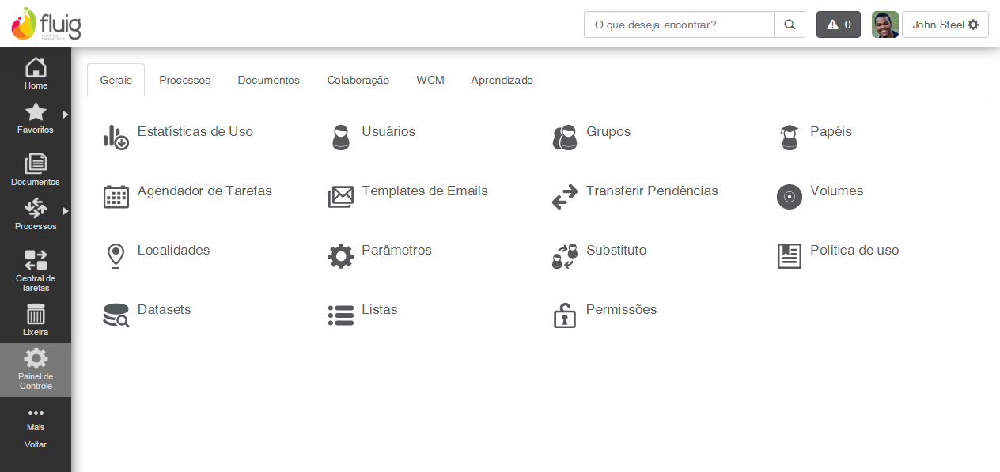 fluig
FLOWING
PRODUCTIVITY
O que deseja encontrar?
0
John Steel
Home
Favoritos
Documentos
Processos
Central de
Tarefas
Lixeira
Painel de
Controle
Mais
Voltar
Gerais Processos Documentos Colaboração WCM Aprendizado
Estatísticas de Uso Usuários Grupos Papéis
Agendador de Tarefas Templates de Emails Transferir Pendências Volumes
Localidades Parâmetros Substituto Política de uso
Datasets Listas Permissões